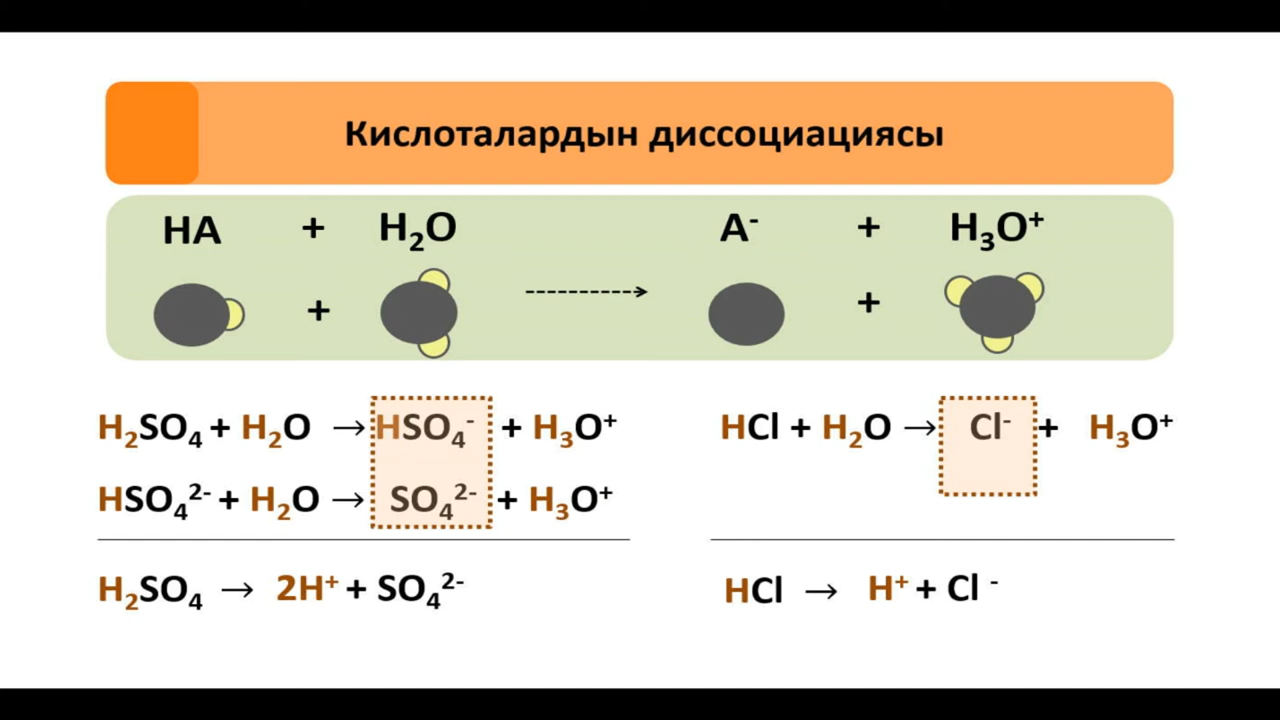 Кислоталардын диссоциациясы
HA + H₂O A⁻ + H₃O⁺
+ +
H₂SO₄ + H₂O → HSO₄⁻ + H₃O⁺
HSO₄²⁻ + H₂O → SO₄²⁻ + H₃O⁺
H₂SO₄ → 2H⁺ + SO₄²⁻
HCl + H₂O → Cl⁻ + H₃O⁺
HCl → H⁺ + Cl ⁻